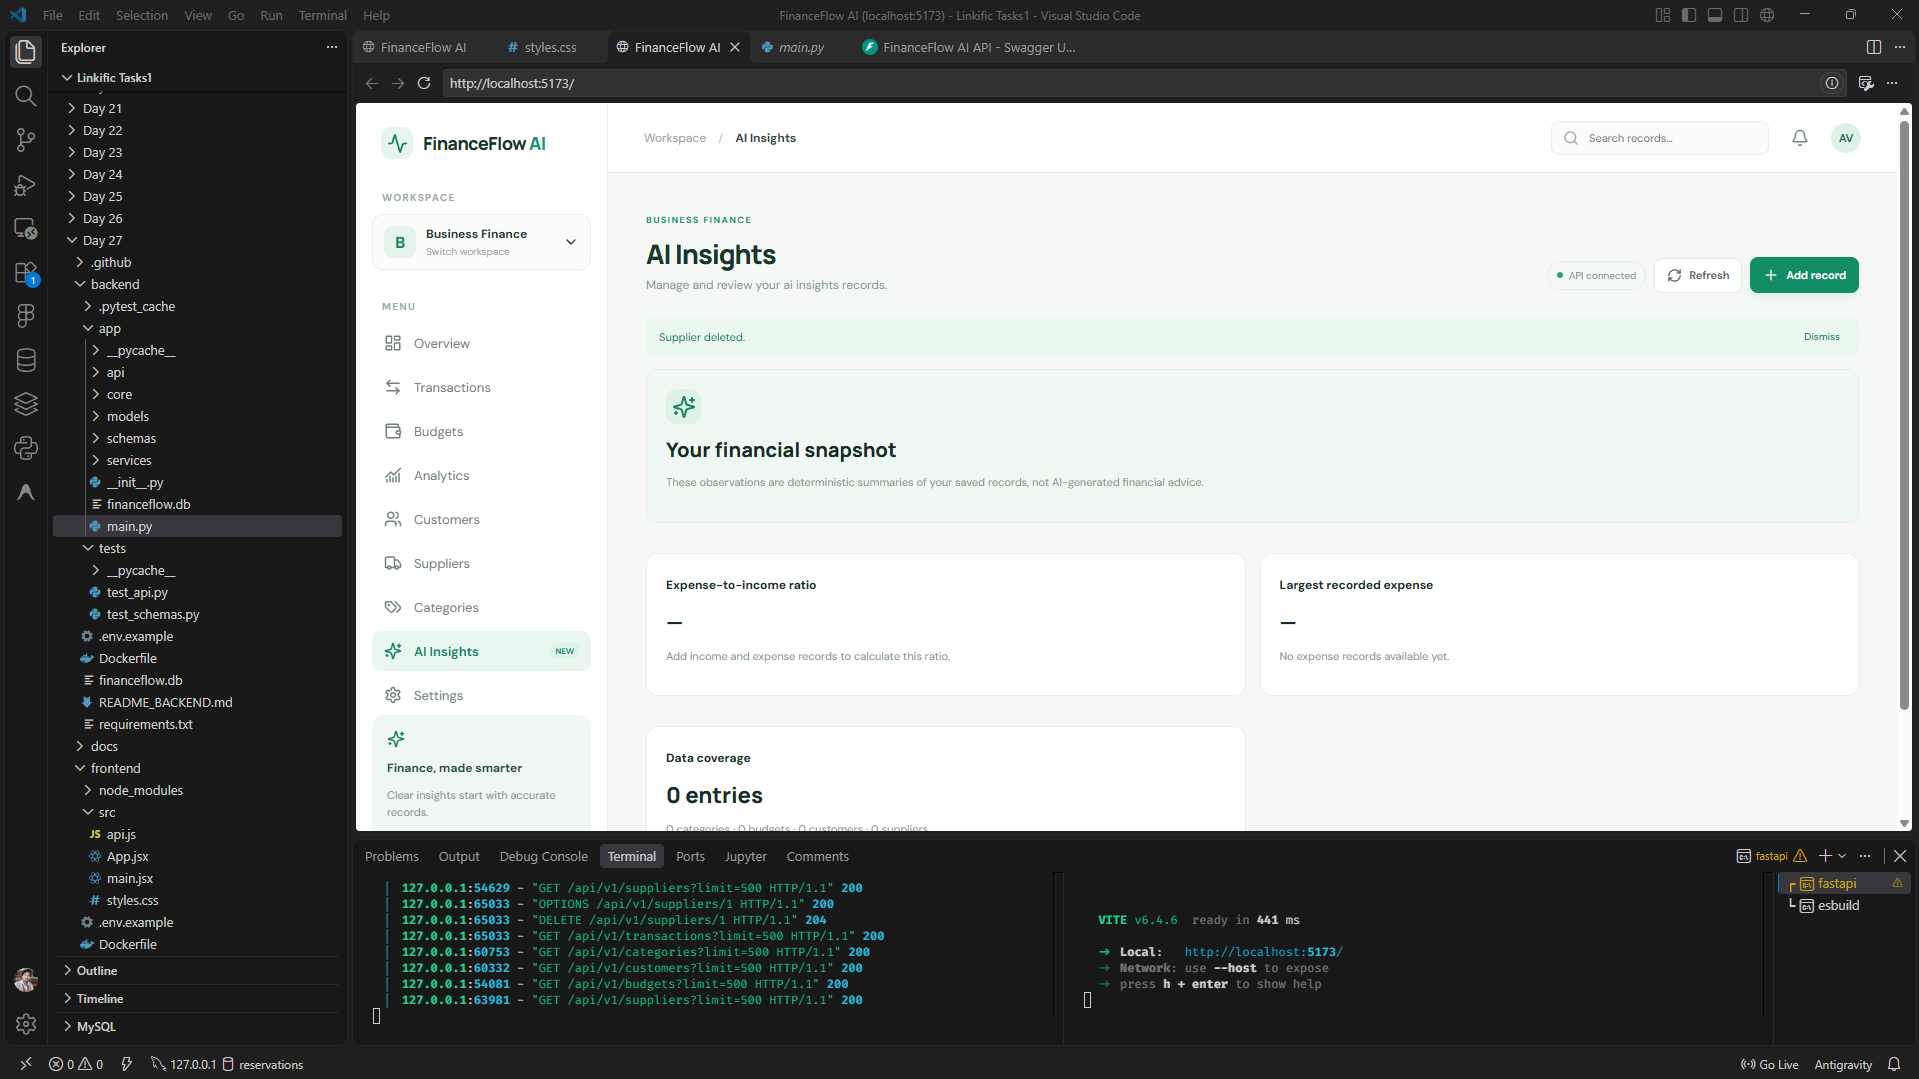 File Edit Selection View Go Run Terminal Help
FinanceFlow AI (localhost:5173) - Linkific Tasks1 - Visual Studio Code
Explorer
Linkific Tasks1
Day 21
Day 22
Day 23
Day 24
Day 25
Day 26
Day 27
.github
backend
.pytest_cache
app
__pycache__
api
core
models
schemas
services
__init__.py
financeflow.db
main.py
tests
__pycache__
test_api.py
test_schemas.py
.env.example
Dockerfile
financeflow.db
README_BACKEND.md
requirements.txt
docs
frontend
node_modules
src
JS api.js
App.jsx
main.jsx
# styles.css
.env.example
Dockerfile
Outline
Timeline
MySQL
1
FinanceFlow AI
# styles.css
FinanceFlow AI
main.py
FinanceFlow AI API - Swagger U...
http://localhost:5173/
FinanceFlow AI
WORKSPACE
B
Business Finance
Switch workspace
MENU
Overview
Transactions
Budgets
Analytics
Customers
Suppliers
Categories
AI Insights NEW
Settings
Finance, made smarter
Clear insights start with accurate
records.
Workspace / AI Insights
Search records...
AV
BUSINESS FINANCE
AI Insights
Manage and review your ai insights records.
API connected
Refresh
+ Add record
Supplier deleted.
Dismiss
Your financial snapshot
These observations are deterministic summaries of your saved records, not AI-generated financial advice.
Expense-to-income ratio
—
Add income and expense records to calculate this ratio.
Largest recorded expense
—
No expense records available yet.
Data coverage
0 entries
0 categories · 0 budgets · 0 customers · 0 suppliers
Problems Output Debug Console Terminal Ports Jupyter Comments
fastapi
127.0.0.1:54629 - "GET /api/v1/suppliers?limit=500 HTTP/1.1" 200
127.0.0.1:65033 - "OPTIONS /api/v1/suppliers/1 HTTP/1.1" 200
127.0.0.1:65033 - "DELETE /api/v1/suppliers/1 HTTP/1.1" 204
127.0.0.1:65033 - "GET /api/v1/transactions?limit=500 HTTP/1.1" 200
127.0.0.1:60753 - "GET /api/v1/categories?limit=500 HTTP/1.1" 200
127.0.0.1:60332 - "GET /api/v1/customers?limit=500 HTTP/1.1" 200
127.0.0.1:54081 - "GET /api/v1/budgets?limit=500 HTTP/1.1" 200
127.0.0.1:63981 - "GET /api/v1/suppliers?limit=500 HTTP/1.1" 200
VITE v6.4.6 ready in 441 ms
➜ Local: http://localhost:5173/
➜ Network: use --host to expose
➜ press h + enter to show help
fastapi
esbuild
0 0
127.0.0.1
reservations
Go Live
Antigravity